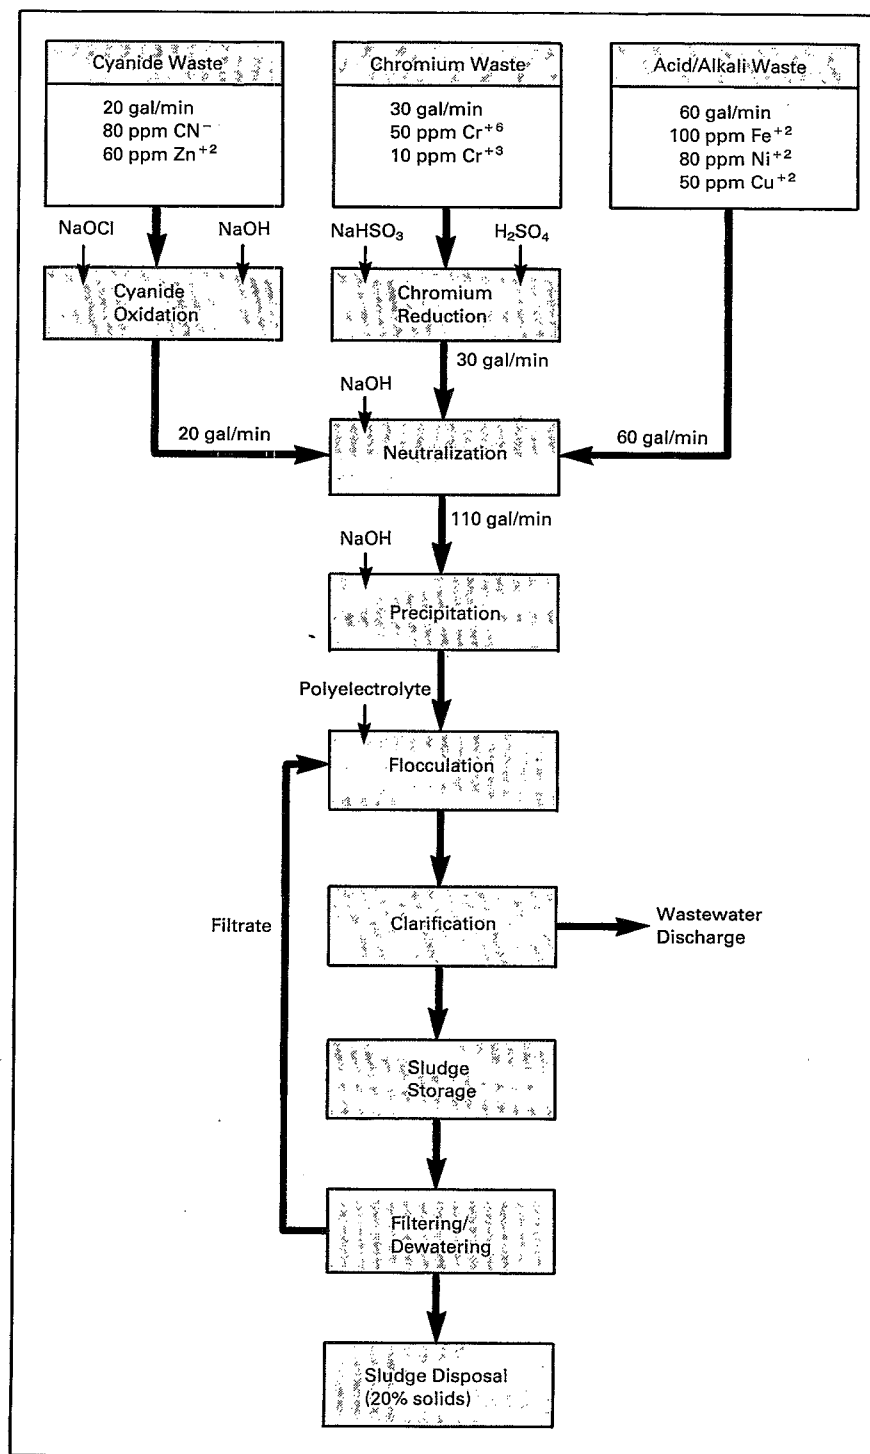 Cyanide Waste
20 gal/min
80 ppm CN⁻
60 ppm Zn⁺²
Chromium Waste
30 gal/min
50 ppm Cr⁺⁶
10 ppm Cr⁺³
Acid/Alkali Waste
60 gal/min
100 ppm Fe⁺²
80 ppm Ni⁺²
50 ppm Cu⁺²
NaOCl
NaOH
NaHSO₃
H₂SO₄
Cyanide
Oxidation
Chromium
Reduction
30 gal/min
NaOH
20 gal/min
Neutralization
60 gal/min
110 gal/min
NaOH
Precipitation
Polyelectrolyte
Flocculation
Filtrate
Clarification
Wastewater
Discharge
Sludge
Storage
Filtering/
Dewatering
Sludge Disposal
(20% solids)